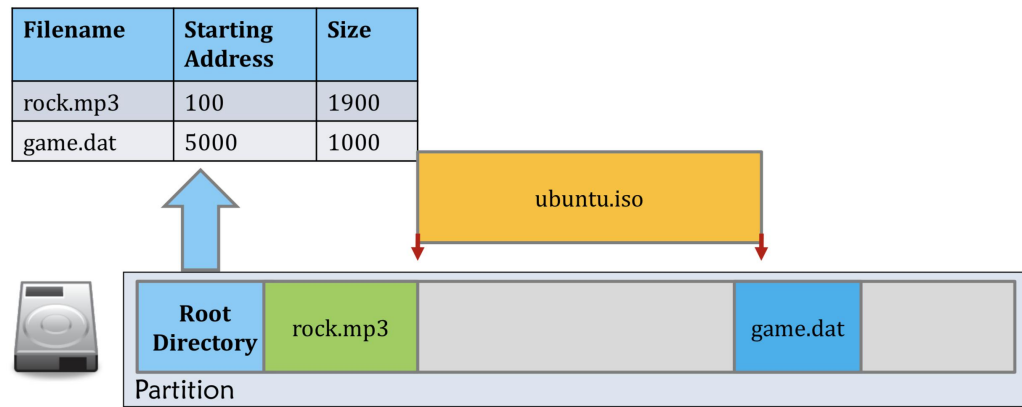 Filename Starting Address Size
rock.mp3 100 1900
game.dat 5000 1000
ubuntu.iso
Root Directory rock.mp3 game.dat
Partition